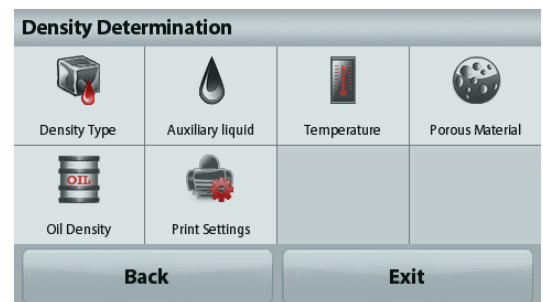 Density Determination
Density Type
Auxiliary liquid
Temperature
Porous Material
OIL
Oil Density
Print Settings
Back
Exit